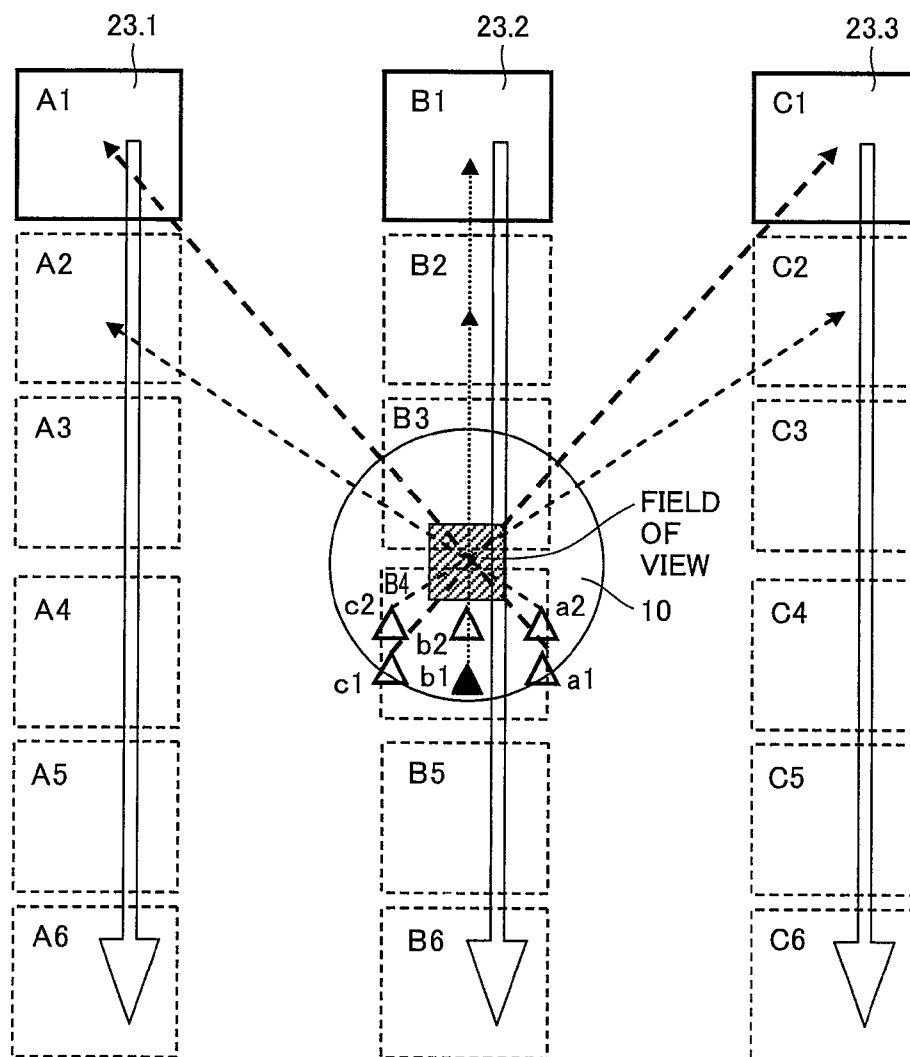 23.1 23.2 23.3
A1 B1 C1
A2 B2 C2
A3 B3 C3
FIELD
OF
VIEW
A4 B4 C4
10
c2 b2 a2
c1 b1 a1
A5 B5 C5
A6 B6 C6